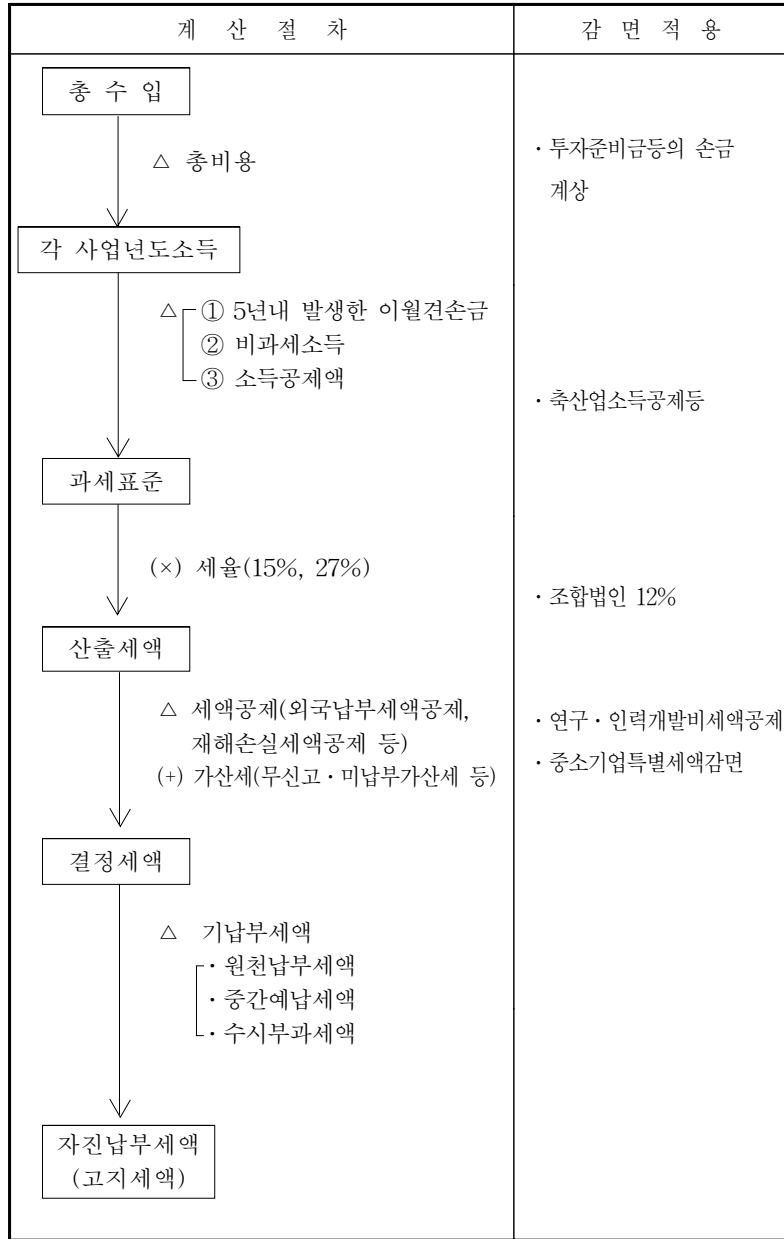 계 산 절 차
감 면 적 용
총 수 입
△ 총비용
· 투자준비금등의 손금
계상
각 사업년도소득
△ ① 5년내 발생한 이월견손금
② 비과세소득
③ 소득공제액
· 축산업소득공제등
과세표준
(×) 세율(15%, 27%)
· 조합법인 12%
산출세액
△ 세액공제(외국납부세액공제,
재해손실세액공제 등)
(+) 가산세(무신고·미납부가산세 등)
· 연구·인력개발비세액공제
· 중소기업특별세액감면
결정세액
△ 기납부세액
· 원천납부세액
· 중간예납세액
· 수시부과세액
자진납부세액
(고지세액)